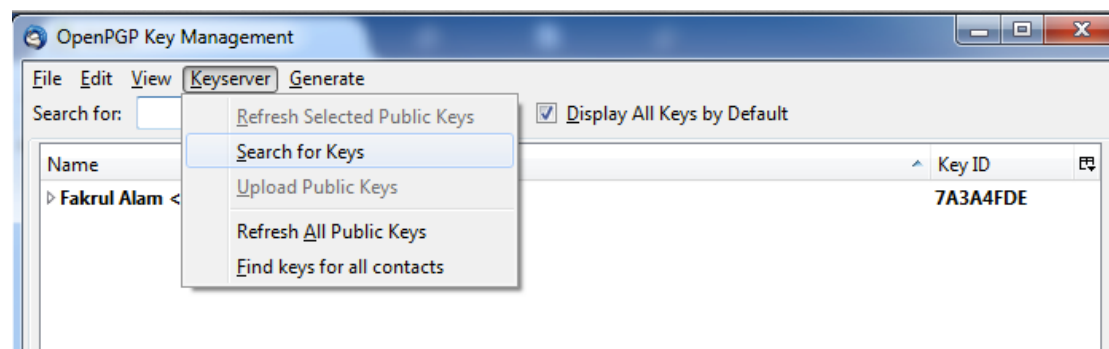 OpenPGP Key Management
File Edit View Keyserver Generate
Search for:
Display All Keys by Default
Refresh Selected Public Keys
Search for Keys
Upload Public Keys
Refresh All Public Keys
Find keys for all contacts
Name
Key ID
Fakrul Alam <
7A3A4FDE